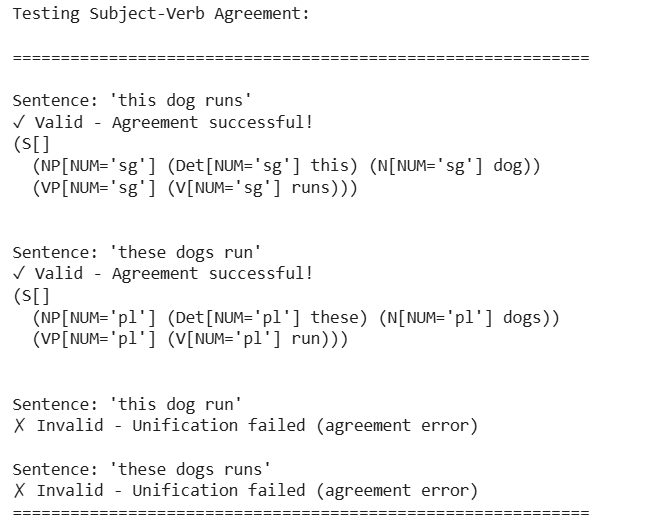 Testing Subject-Verb Agreement:
============================================================
Sentence: 'this dog runs'
✓ Valid - Agreement successful!
(S[]
  (NP[NUM='sg'] (Det[NUM='sg'] this) (N[NUM='sg'] dog))
  (VP[NUM='sg'] (V[NUM='sg'] runs)))
Sentence: 'these dogs run'
✓ Valid - Agreement successful!
(S[]
  (NP[NUM='pl'] (Det[NUM='pl'] these) (N[NUM='pl'] dogs))
  (VP[NUM='pl'] (V[NUM='pl'] run)))
Sentence: 'this dog run'
✗ Invalid - Unification failed (agreement error)
Sentence: 'these dogs runs'
✗ Invalid - Unification failed (agreement error)
============================================================